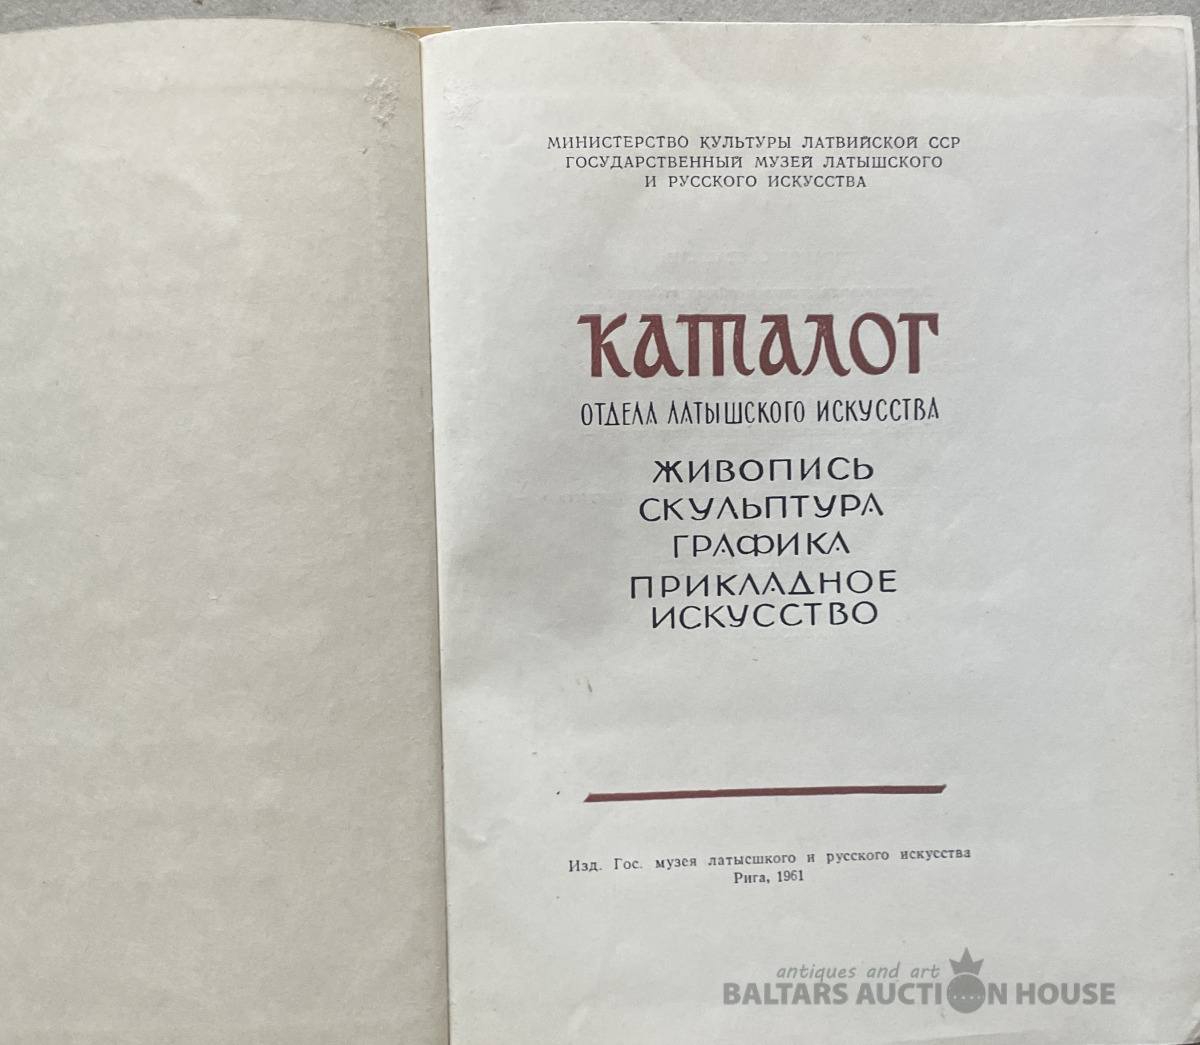 МИНИСТЕРСТВО КУЛЬТУРЫ ЛАТВИЙСКОЙ ССР
ГОСУДАРСТВЕННЫЙ МУЗЕЙ ЛАТЫШСКОГО
И РУССКОГО ИСКУССТВА
КАТАЛОГ
ОТДЕЛА ЛАТЫШСКОГО ИСКУССТВА
ЖИВОПИСЬ
СКУЛЬПТУРА
ГРАФИКА
ПРИКЛАДНОЕ
ИСКУССТВО
Изд. Гос. музея латысшкого и русского искусства
Рига, 1961
antiques and art
BALTARS AUCTION HOUSE